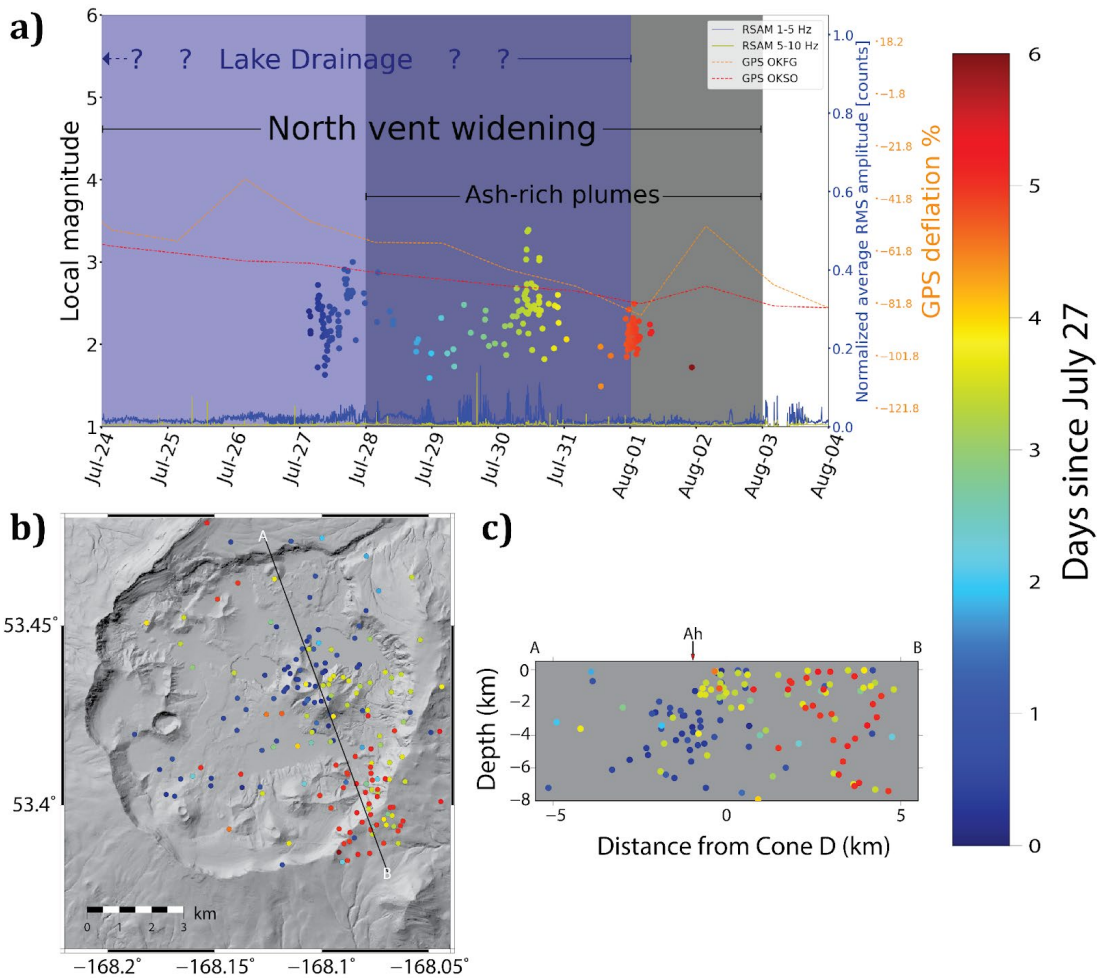 a)
6
5
4
3
2
1
Local magnitude
? ? Lake Drainage ? ?
North vent widening
Ash-rich plumes
RSAM 1-5 Hz
RSAM 5-10 Hz
GPS OKFG
GPS OKSO
1.0
0.8
0.6
0.4
0.2
0.0
Normalized average RMS amplitude [counts]
18.2
-1.8
-21.8
-41.8
-61.8
-81.8
-101.8
-121.8
GPS deflation %
Jul-24
Jul-25
Jul-26
Jul-27
Jul-28
Jul-29
Jul-30
Jul-31
Aug-01
Aug-02
Aug-03
Aug-04
6
5
4
3
2
1
0
Days since July 27
b)
A
B
53.45°
53.4°
km
0 1 2 3
−168.2° −168.15° −168.1° −168.05°
c)
A Ah B
0
−2
−4
−6
−8
Depth (km)
−5 0 5
Distance from Cone D (km)